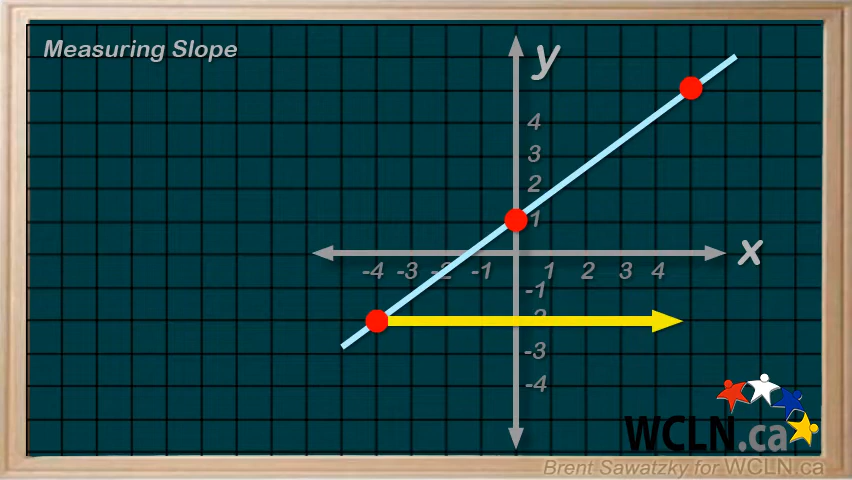 Measuring Slope
y
4
3
2
1
x
-4 -3 -2 -1 1 2 3 4
-1
-2
-3
-4
WCLN.ca
Brent Sawatzky for WCLN.ca